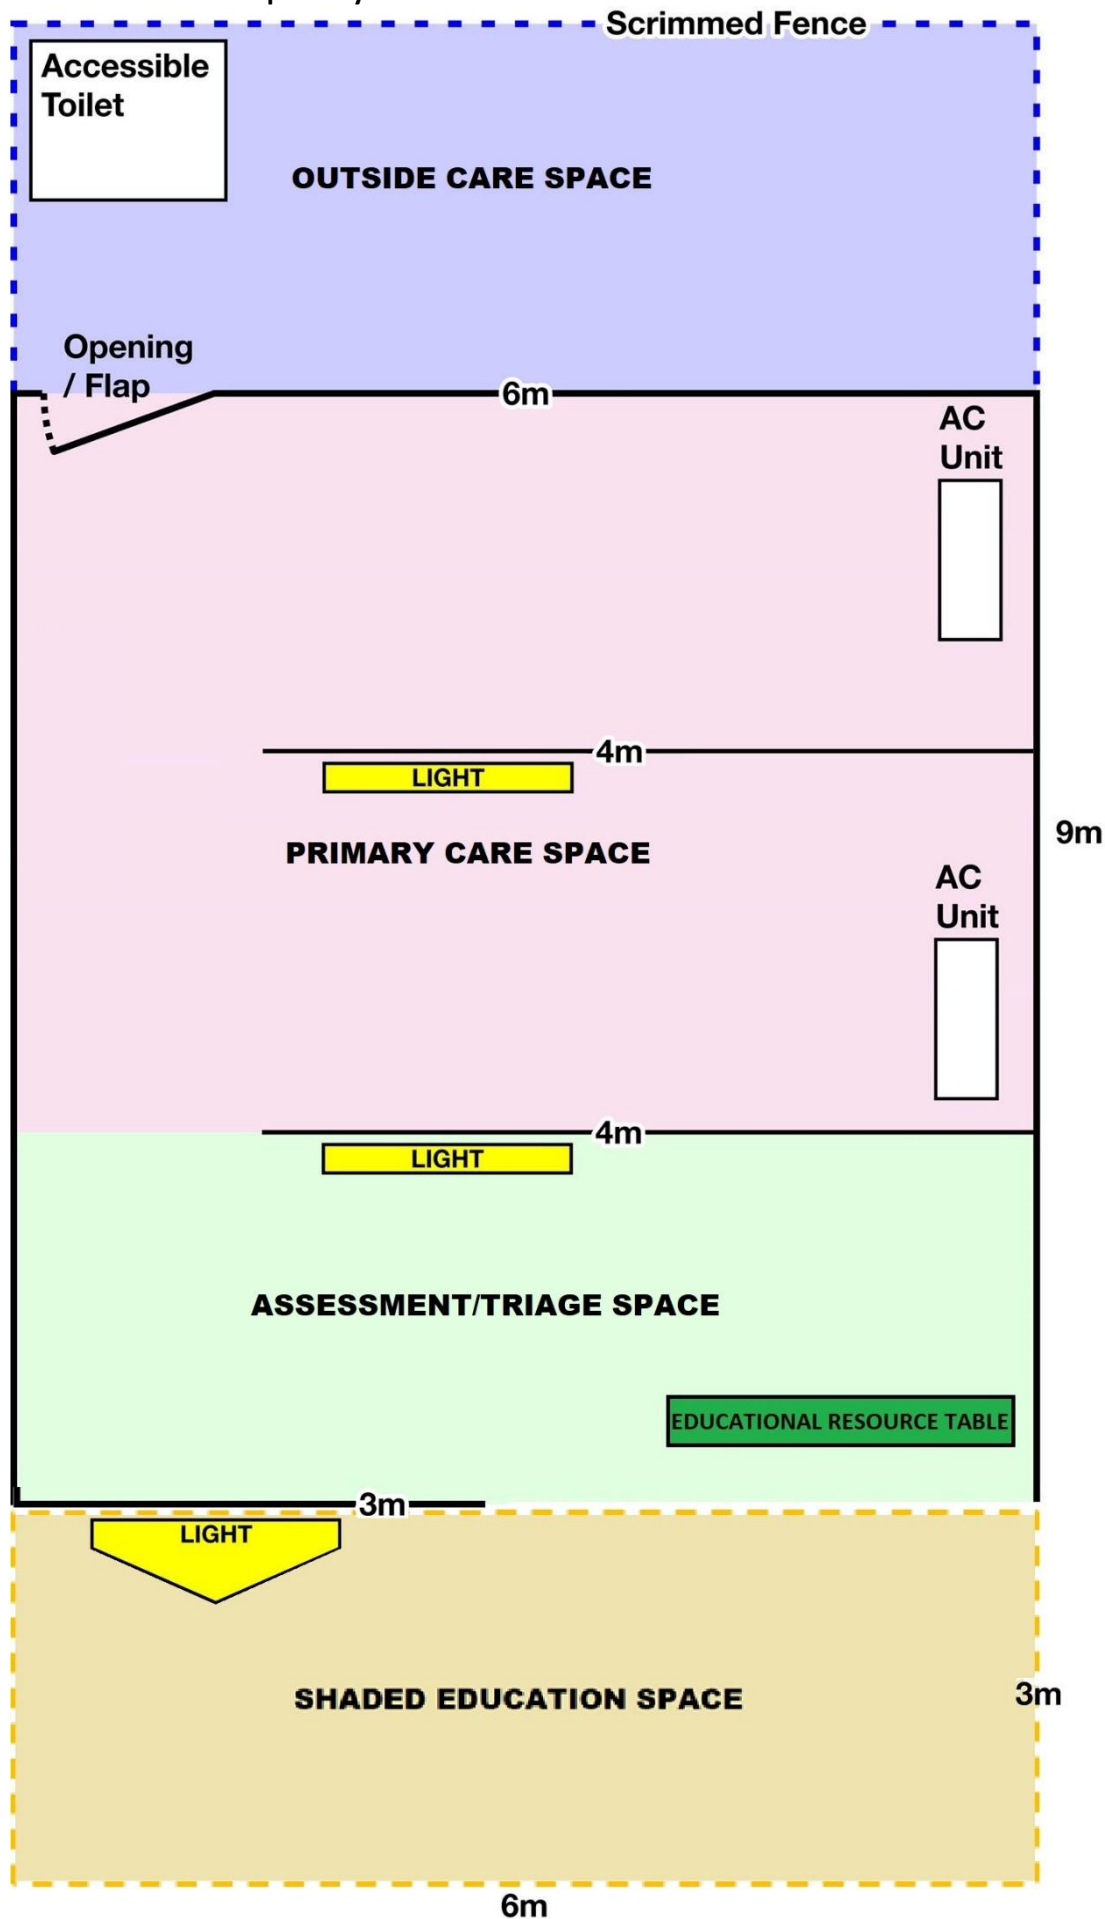 Scrimmed Fence
Accessible
Toilet
OUTSIDE CARE SPACE
Opening
/ Flap
6m
AC
Unit
4m
LIGHT
PRIMARY CARE SPACE
9m
AC
Unit
4m
LIGHT
ASSESSMENT/TRIAGE SPACE
EDUCATIONAL RESOURCE TABLE
3m
LIGHT
SHADED EDUCATION SPACE
3m
6m